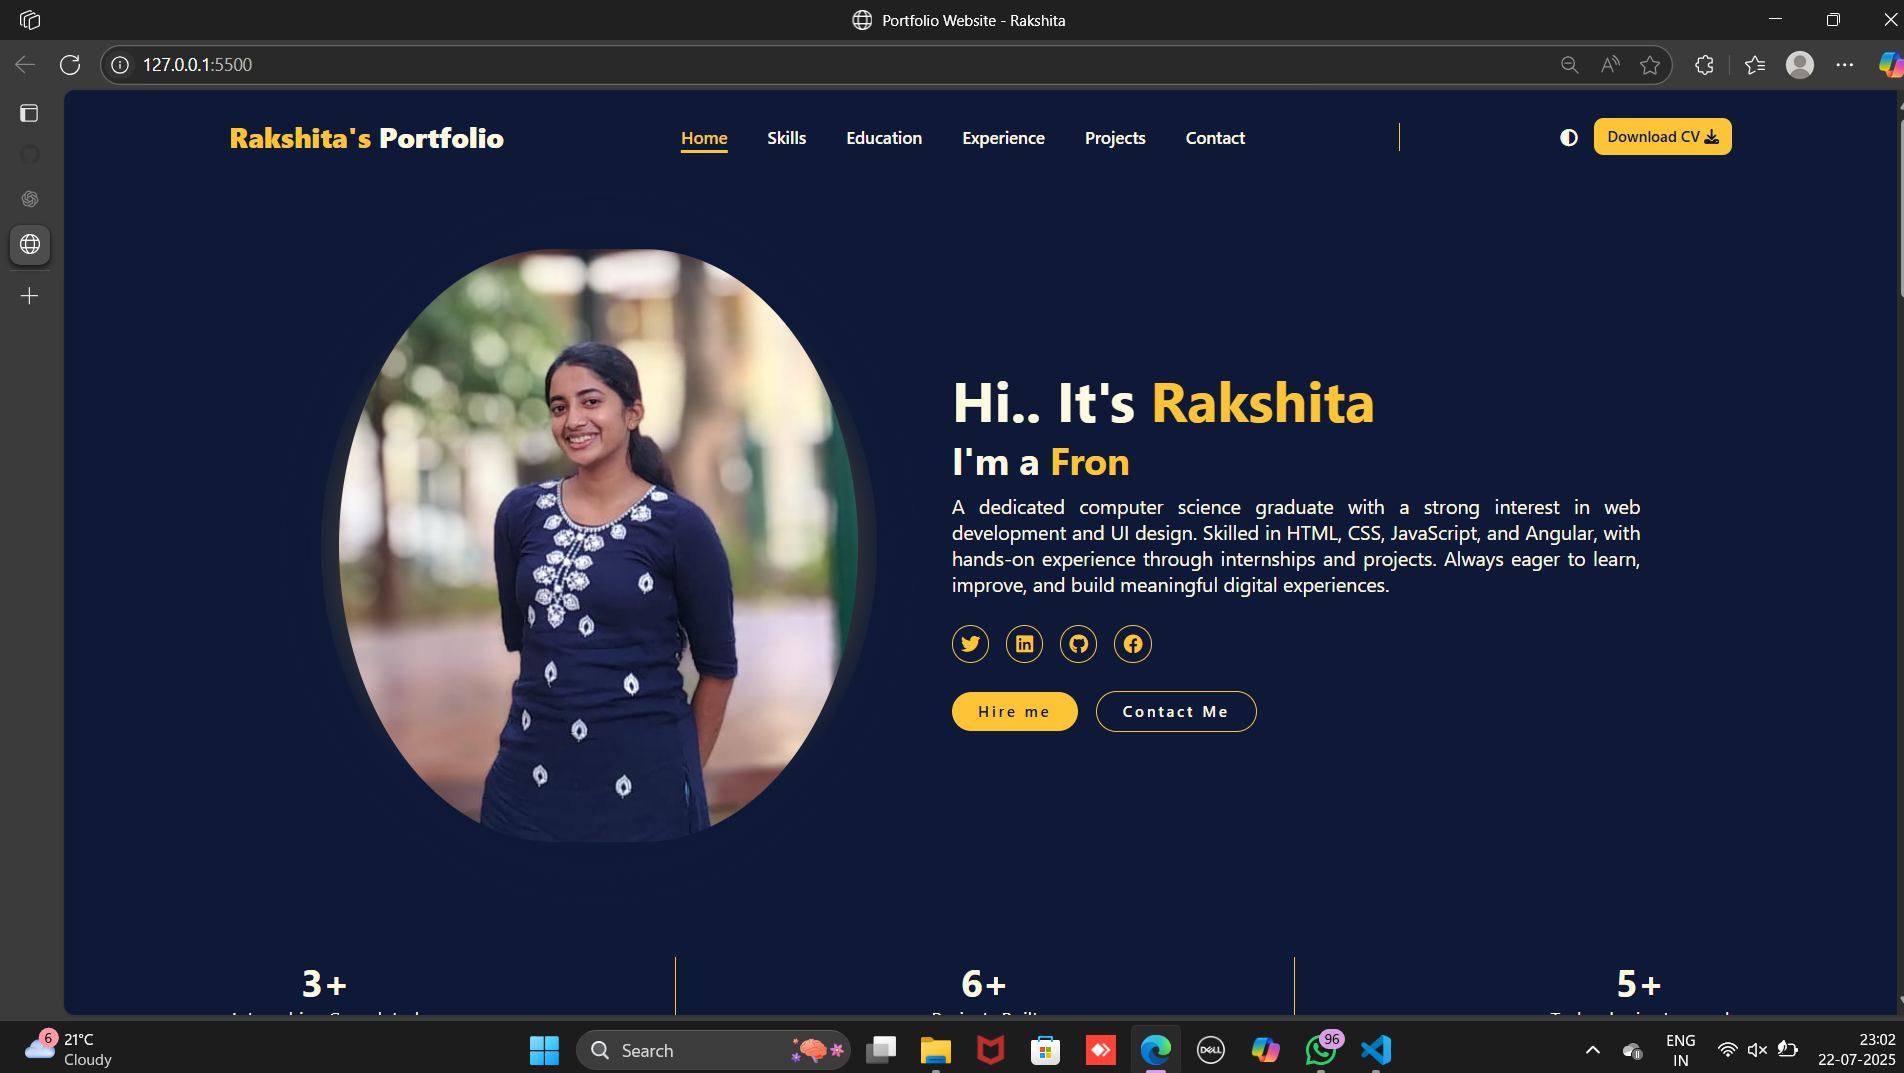 Portfolio Website - Rakshita
127.0.0.1:5500
Rakshita's Portfolio
Home Skills Education Experience Projects Contact
Download CV
Hi.. It's Rakshita
I'm a Fron
A dedicated computer science graduate with a strong interest in web
development and UI design. Skilled in HTML, CSS, JavaScript, and Angular, with
hands-on experience through internships and projects. Always eager to learn,
improve, and build meaningful digital experiences.
Hire me Contact Me
3+ 6+ 5+
6
21°C
Cloudy
Search
DELL
96
ENG
IN
23:02
22-07-2025